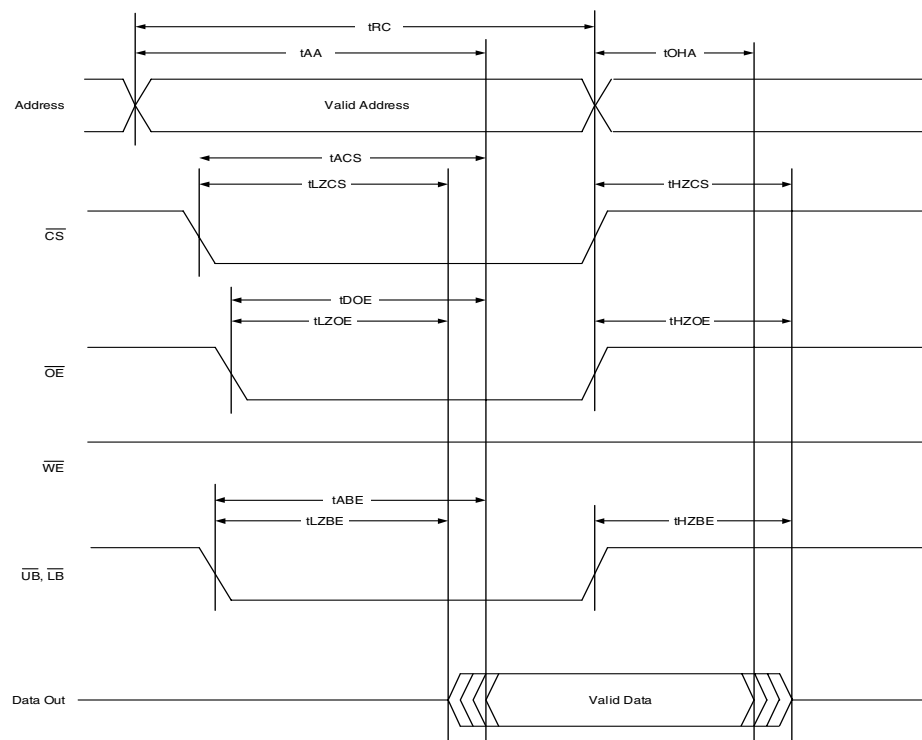 tRC
tAA
tOHA
Address
Valid Address
tACS
tLZCS
tHZCS
CS
tDOE
tLZOE
tHZOE
OE
WE
tABE
tLZBE
tHZBE
UB, LB
Data Out
Valid Data